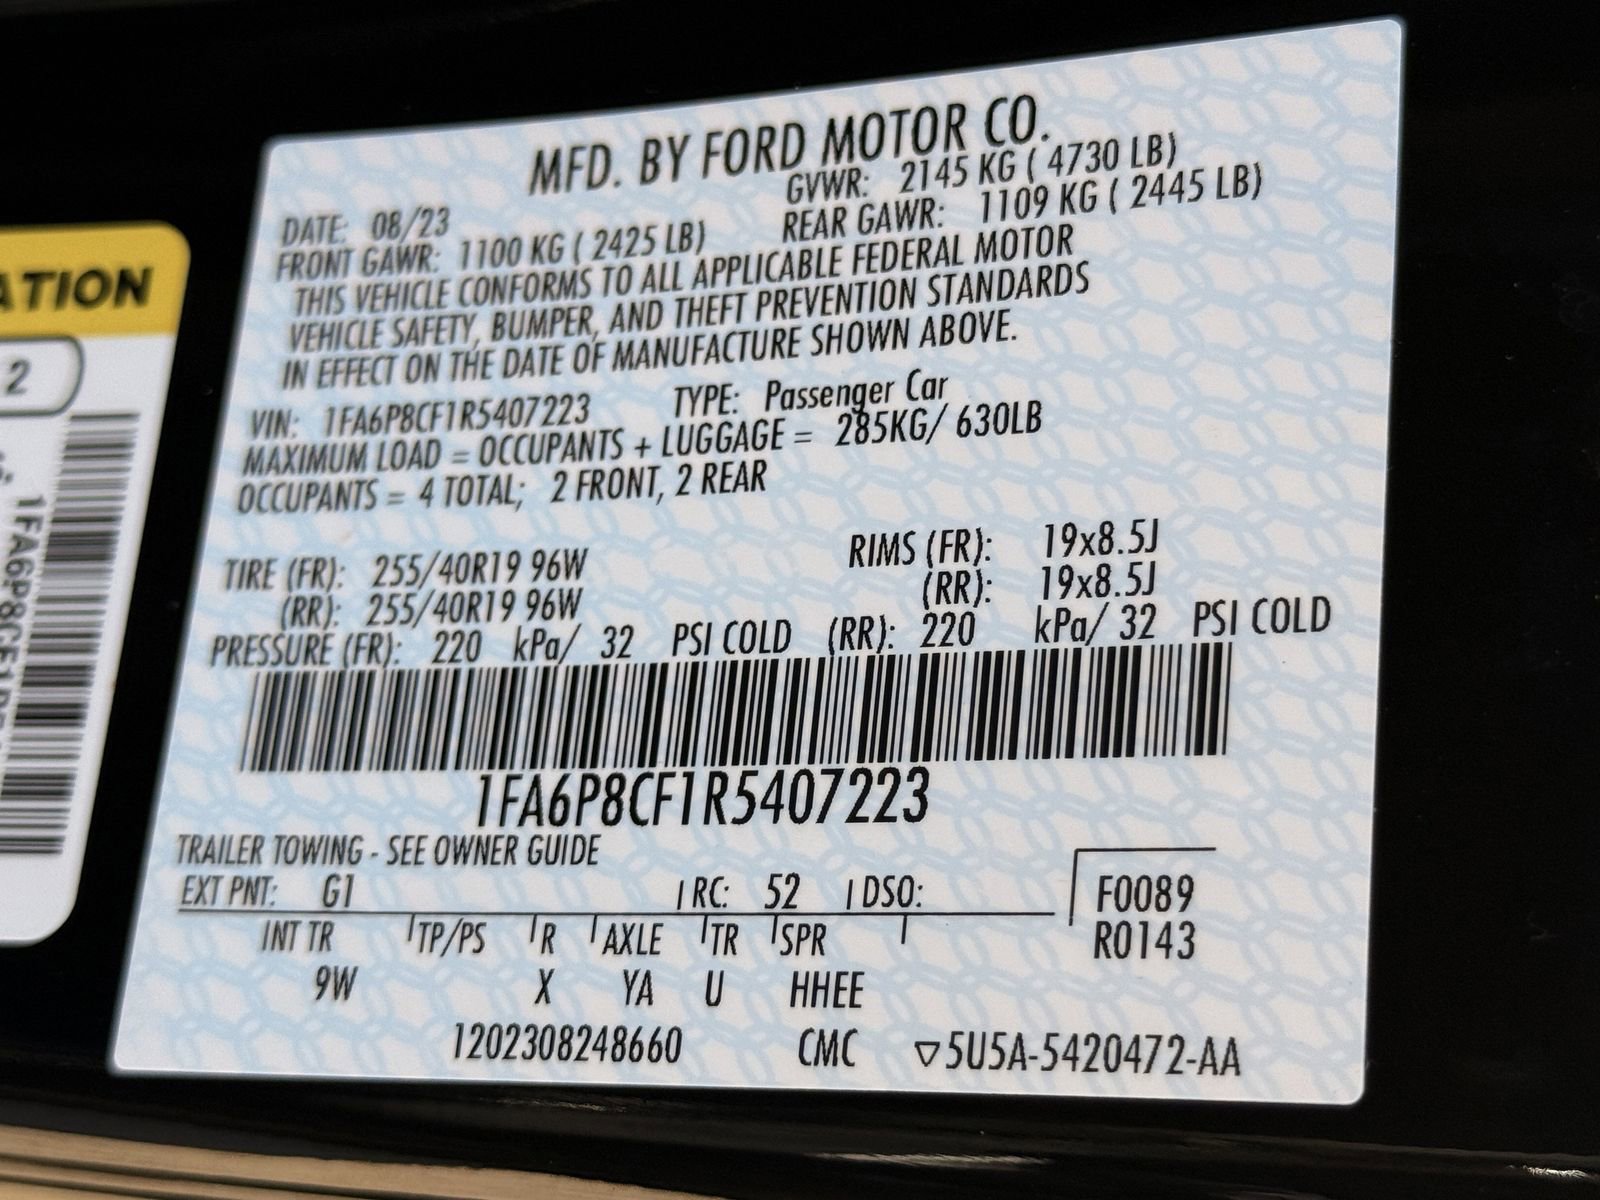 MFD. BY FORD MOTOR CO.
DATE: 08/23 GVWR: 2145 KG ( 4730 LB)
FRONT GAWR: 1100 KG ( 2425 LB) REAR GAWR: 1109 KG ( 2445 LB)
THIS VEHICLE CONFORMS TO ALL APPLICABLE FEDERAL MOTOR
VEHICLE SAFETY, BUMPER, AND THEFT PREVENTION STANDARDS
IN EFFECT ON THE DATE OF MANUFACTURE SHOWN ABOVE.
VIN: 1FA6P8CF1R5407223 TYPE: Passenger Car
MAXIMUM LOAD = OCCUPANTS + LUGGAGE = 285KG/ 630LB
OCCUPANTS = 4 TOTAL; 2 FRONT, 2 REAR
TIRE (FR): 255/40R19 96W RIMS (FR): 19x8.5J
(RR): 255/40R19 96W (RR): 19x8.5J
PRESSURE (FR): 220 kPa/ 32 PSI COLD (RR): 220 kPa/ 32 PSI COLD
1FA6P8CF1R5407223
TRAILER TOWING - SEE OWNER GUIDE
EXT PNT: G1 RC: 52 DSO: F0089
INT TR TP/PS R AXLE TR SPR R0143
9W X YA U HHEE
1202308248660 CMC ▽5U5A-5420472-AA
ATION
2